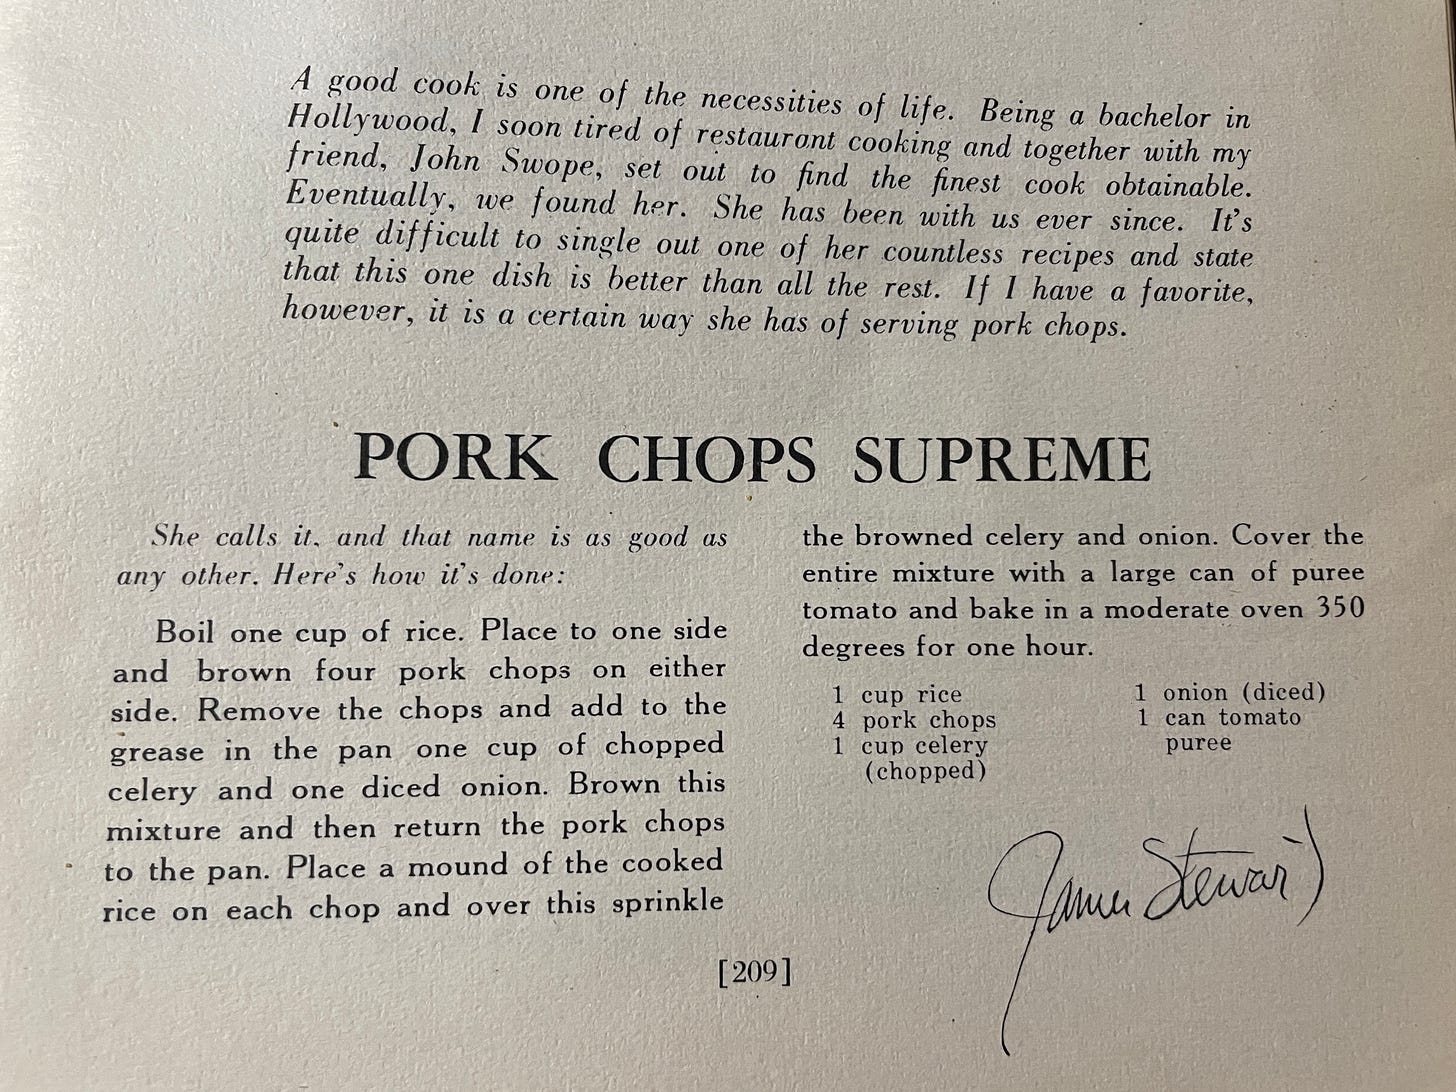 A good cook is one of the necessities of life. Being a bachelor in
Hollywood, I soon tired of restaurant cooking and together with my
friend, John Swope, set out to find the finest cook obtainable.
Eventually, we found her. She has been with us ever since. It's
quite difficult to single out one of her countless recipes and state
that this one dish is better than all the rest. If I have a favorite,
however, it is a certain way she has of serving pork chops.
PORK CHOPS SUPREME
She calls it, and that name is as good as
any other. Here's how it's done:
Boil one cup of rice. Place to one side
and brown four pork chops on either
side. Remove the chops and add to the
grease in the pan one cup of chopped
celery and one diced onion. Brown this
mixture and then return the pork chops
to the pan. Place a mound of the cooked
rice on each chop and over this sprinkle
the browned celery and onion. Cover the
entire mixture with a large can of puree
tomato and bake in a moderate oven 350
degrees for one hour.
1 cup rice
4 pork chops
1 cup celery
(chopped)
1 onion (diced)
1 can tomato
puree
James Stewart
[209]